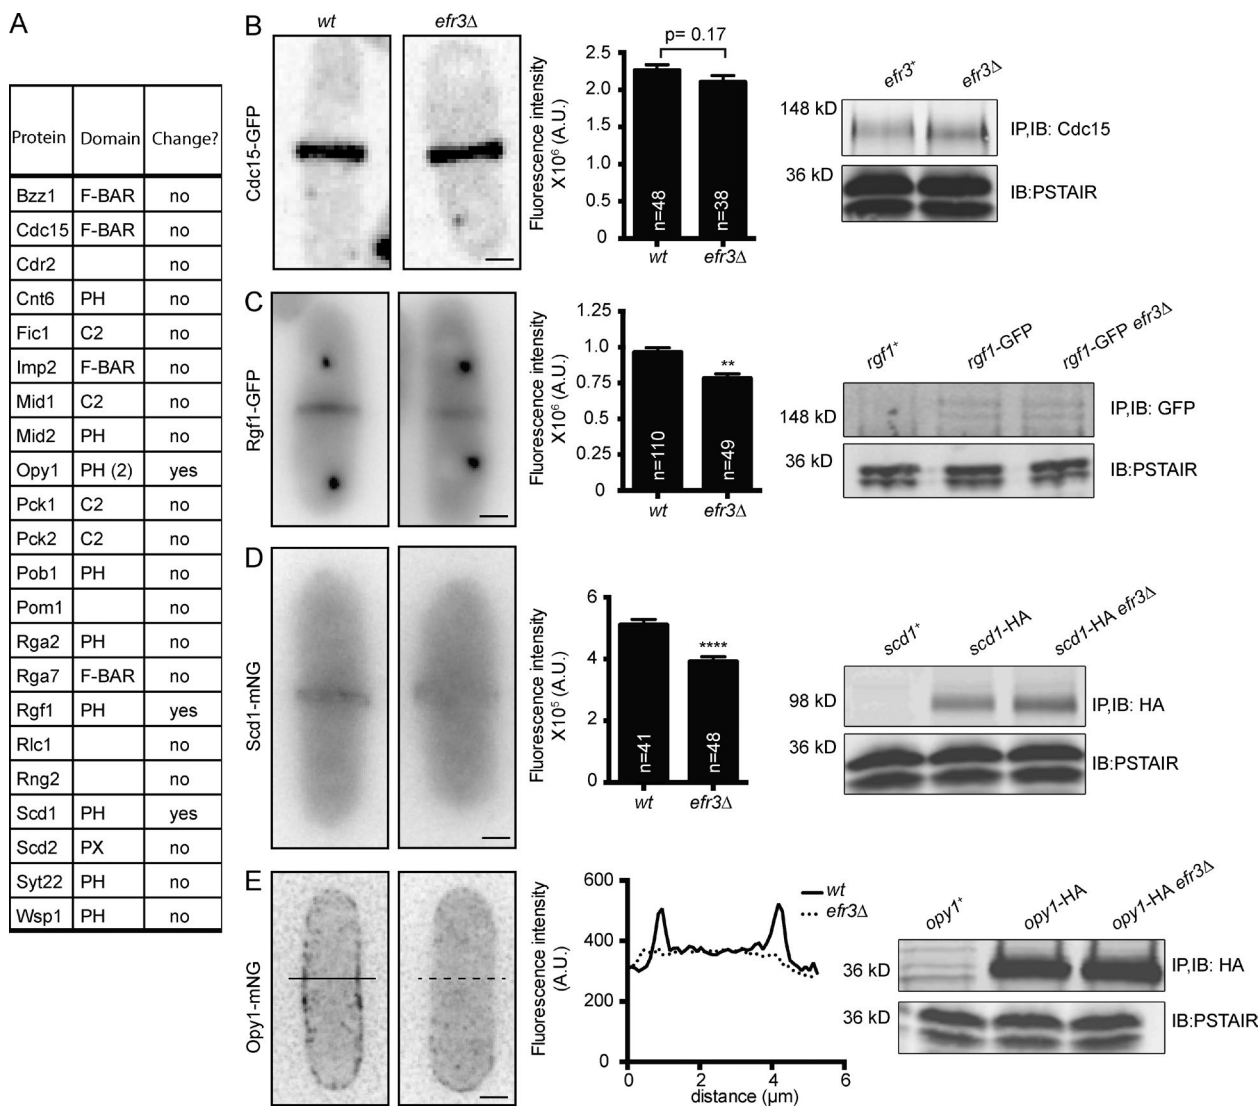 A
Protein Domain Change?
Bzz1 F-BAR no
Cdc15 F-BAR no
Cdr2 no
Cnt6 PH no
Fic1 C2 no
Imp2 F-BAR no
Mid1 C2 no
Mid2 PH no
Opy1 PH (2) yes
Pck1 C2 no
Pck2 C2 no
Pob1 PH no
Pom1 no
Rga2 PH no
Rga7 F-BAR no
Rgf1 PH yes
Rlc1 no
Rng2 no
Scd1 PH yes
Scd2 PX no
Syt22 PH no
Wsp1 PH no
B
wt efr3Δ
Cdc15-GFP
Fluorescence intensity
X10⁶ (A.U.)
2.5
2.0
1.5
1.0
0.5
0
p= 0.17
n=48 n=38
wt efr3Δ
efr3⁺ efr3Δ
148 kD
IP,IB: Cdc15
36 kD
IB:PSTAIR
C
Rgf1-GFP
Fluorescence intensity
X10⁶ (A.U.)
1.25
1.0
0.75
0.5
0.25
0
**
n=110 n=49
wt efr3Δ
rgf1⁺ rgf1-GFP rgf1-GFP efr3Δ
148 kD
IP,IB: GFP
36 kD
IB:PSTAIR
D
Scd1-mNG
Fluorescence intensity
X10⁵ (A.U.)
6
4
2
0
****
n=41 n=48
wt efr3Δ
scd1⁺ scd1-HA scd1-HA efr3Δ
98 kD
IP,IB: HA
36 kD
IB:PSTAIR
E
Opy1-mNG
Fluorescence intensity
(A.U.)
600
400
200
0
wt
efr3Δ
0 2 4 6
distance (µm)
opy1⁺ opy1-HA opy1-HA efr3Δ
36 kD
IP,IB: HA
36 kD
IB:PSTAIR